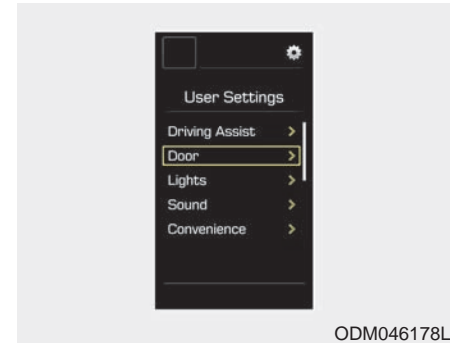 User Settings
Driving Assist >
Door >
Lights >
Sound >
Convenience >
ODM046178L